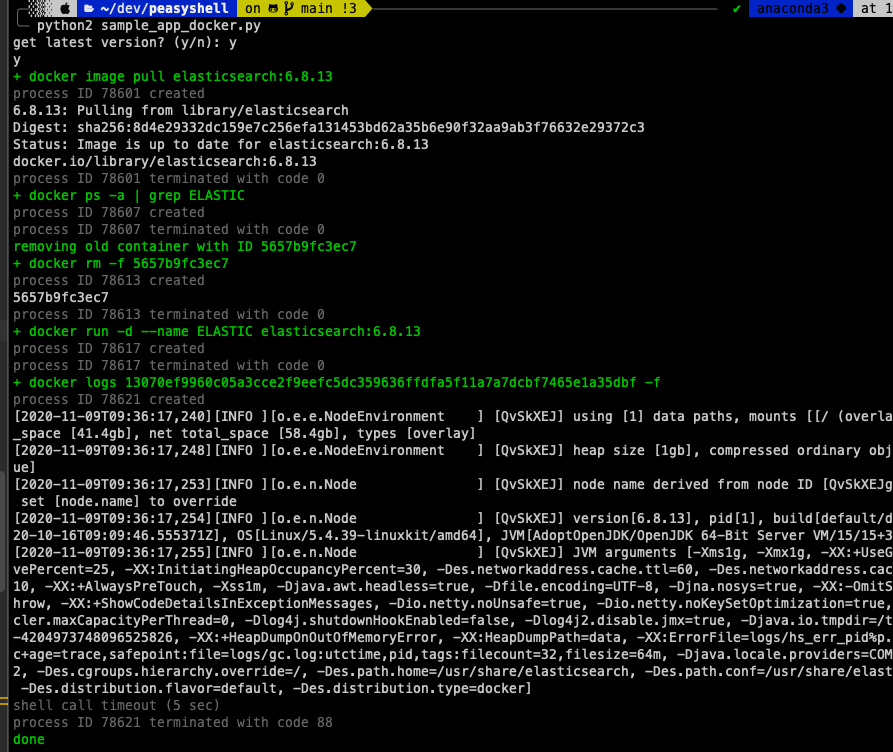 ~/dev/peasyshell on main !3 ✔ anaconda3 at 1
python2 sample_app_docker.py
get latest version? (y/n): y
y
+ docker image pull elasticsearch:6.8.13
process ID 78601 created
6.8.13: Pulling from library/elasticsearch
Digest: sha256:8d4e29332dc159e7c256efa131453bd62a35b6e90f32aa9ab3f76632e29372c3
Status: Image is up to date for elasticsearch:6.8.13
docker.io/library/elasticsearch:6.8.13
process ID 78601 terminated with code 0
+ docker ps -a | grep ELASTIC
process ID 78607 created
process ID 78607 terminated with code 0
removing old container with ID 5657b9fc3ec7
+ docker rm -f 5657b9fc3ec7
process ID 78613 created
5657b9fc3ec7
process ID 78613 terminated with code 0
+ docker run -d --name ELASTIC elasticsearch:6.8.13
process ID 78617 created
process ID 78617 terminated with code 0
+ docker logs 13070ef9960c05a3cce2f9eefc5dc359636ffdfa5f11a7a7dcbf7465e1a35dbf -f
process ID 78621 created
[2020-11-09T09:36:17,240][INFO ][o.e.e.NodeEnvironment    ] [QvSkXEJ] using [1] data paths, mounts [[/ (overla
_space [41.4gb], net total_space [58.4gb], types [overlay]
[2020-11-09T09:36:17,248][INFO ][o.e.e.NodeEnvironment    ] [QvSkXEJ] heap size [1gb], compressed ordinary obj
ue]
[2020-11-09T09:36:17,253][INFO ][o.e.n.Node               ] [QvSkXEJ] node name derived from node ID [QvSkXEJg
 set [node.name] to override
[2020-11-09T09:36:17,254][INFO ][o.e.n.Node               ] [QvSkXEJ] version[6.8.13], pid[1], build[default/d
20-10-16T09:09:46.555371Z], OS[Linux/5.4.39-linuxkit/amd64], JVM[AdoptOpenJDK/OpenJDK 64-Bit Server VM/15/15+3
[2020-11-09T09:36:17,255][INFO ][o.e.n.Node               ] [QvSkXEJ] JVM arguments [-Xms1g, -Xmx1g, -XX:+UseG
vePercent=25, -XX:InitiatingHeapOccupancyPercent=30, -Des.networkaddress.cache.ttl=60, -Des.networkaddress.cac
10, -XX:+AlwaysPreTouch, -Xss1m, -Djava.awt.headless=true, -Dfile.encoding=UTF-8, -Djna.nosys=true, -XX:-OmitS
hrow, -XX:+ShowCodeDetailsInExceptionMessages, -Dio.netty.noUnsafe=true, -Dio.netty.noKeySetOptimization=true,
cler.maxCapacityPerThread=0, -Dlog4j.shutdownHookEnabled=false, -Dlog4j2.disable.jmx=true, -Djava.io.tmpdir=/t
-4204973748096525826, -XX:+HeapDumpOnOutOfMemoryError, -XX:HeapDumpPath=data, -XX:ErrorFile=logs/hs_err_pid%p.
c+age=trace,safepoint:file=logs/gc.log:utctime,pid,tags:filecount=32,filesize=64m, -Djava.locale.providers=COM
2, -Des.cgroups.hierarchy.override=/, -Des.path.home=/usr/share/elasticsearch, -Des.path.conf=/usr/share/elast
 -Des.distribution.flavor=default, -Des.distribution.type=docker]
shell call timeout (5 sec)
process ID 78621 terminated with code 88
done